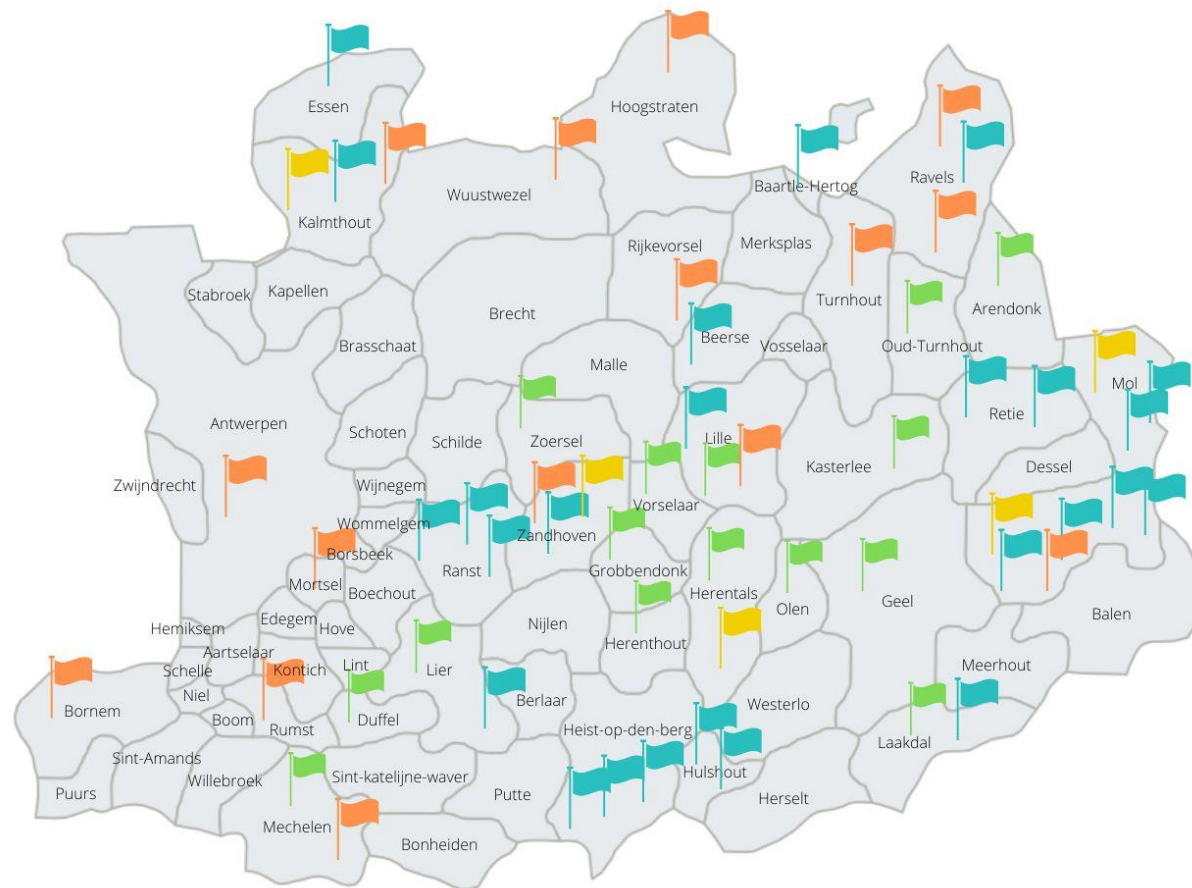 Essen
Hoogstraten
Ravels
Baartle-Hertog
Wuustwezel
Kalmthout
Rijkevorsel
Merksplas
Stabroek
Kapellen
Turnhout
Arendonk
Brecht
Beerse
Vosselaar
Oud-Turnhout
Brasschaat
Malle
Mol
Retie
Antwerpen
Schoten
Schilde
Zoersel
Lille
Kasterlee
Dessel
Zwijndrecht
Wijnegem
Vorselaar
Wommelgem
Zandhoven
Borsbeek
Ranst
Grobbendonk
Mortsel
Boechout
Herentals
Olen
Geel
Balen
Edegem
Hemiksem
Hove
Nijlen
Herenthout
Aartselaar
Schelle
Kontich
Lint
Lier
Meerhout
Niel
Berlaar
Westerlo
Bornem
Boom
Rumst
Duffel
Heist-op-den-berg
Laakdal
Sint-Amands
Willebroek
Sint-katelijne-waver
Hulshout
Puurs
Putte
Herselt
Mechelen
Bonheiden